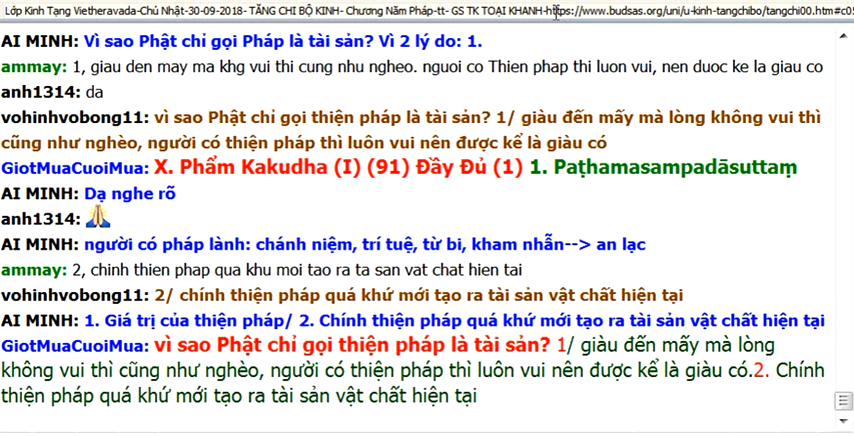 Lớp Kinh Tạng Vietheravada-Chủ Nhật-30-09-2018- TĂNG CHI BỘ KINH- Chương Năm Pháp-tt- GS TK TOẠI KHANH-https://www.budsas.org/uni/u-kinh-tangchibo/tangchi00.htm#c05
AI MINH: Vì sao Phật chỉ gọi Pháp là tài sản? Vì 2 lý do: 1.
ammay: 1, giau den may ma khg vui thi cung nhu ngheo. nguoi co Thien phap thi luon vui, nen duoc ke la giau co
anh1314: da
vohinhvobong11: vì sao Phật chỉ gọi thiện pháp là tài sản? 1/ giàu đến mấy mà lòng không vui thì
cũng như nghèo, người có thiện pháp thì luôn vui nên được kể là giàu có
GiotMuaCuoiMua: X. Phẩm Kakudha (I) (91) Đầy Đủ (1) 1. Paṭhamasampadāsuttaṃ
AI MINH: Dạ nghe rõ
anh1314: 🙏
AI MINH: người có pháp lành: chánh niệm, trí tuệ, từ bi, kham nhẫn--> an lạc
ammay: 2, chinh thien phap qua khu moi tao ra ta san vat chat hien tai
vohinhvobong11: 2/ chính thiện pháp quá khứ mới tạo ra tài sản vật chất hiện tại
AI MINH: 1. Giá trị của thiện pháp/ 2. Chính thiện pháp quá khứ mới tạo ra tài sản vật chất hiện tại
GiotMuaCuoiMua: vì sao Phật chỉ gọi thiện pháp là tài sản? 1/ giàu đến mấy mà lòng
không vui thì cũng như nghèo, người có thiện pháp thì luôn vui nên được kể là giàu có.2. Chính
thiện pháp quá khứ mới tạo ra tài sản vật chất hiện tại